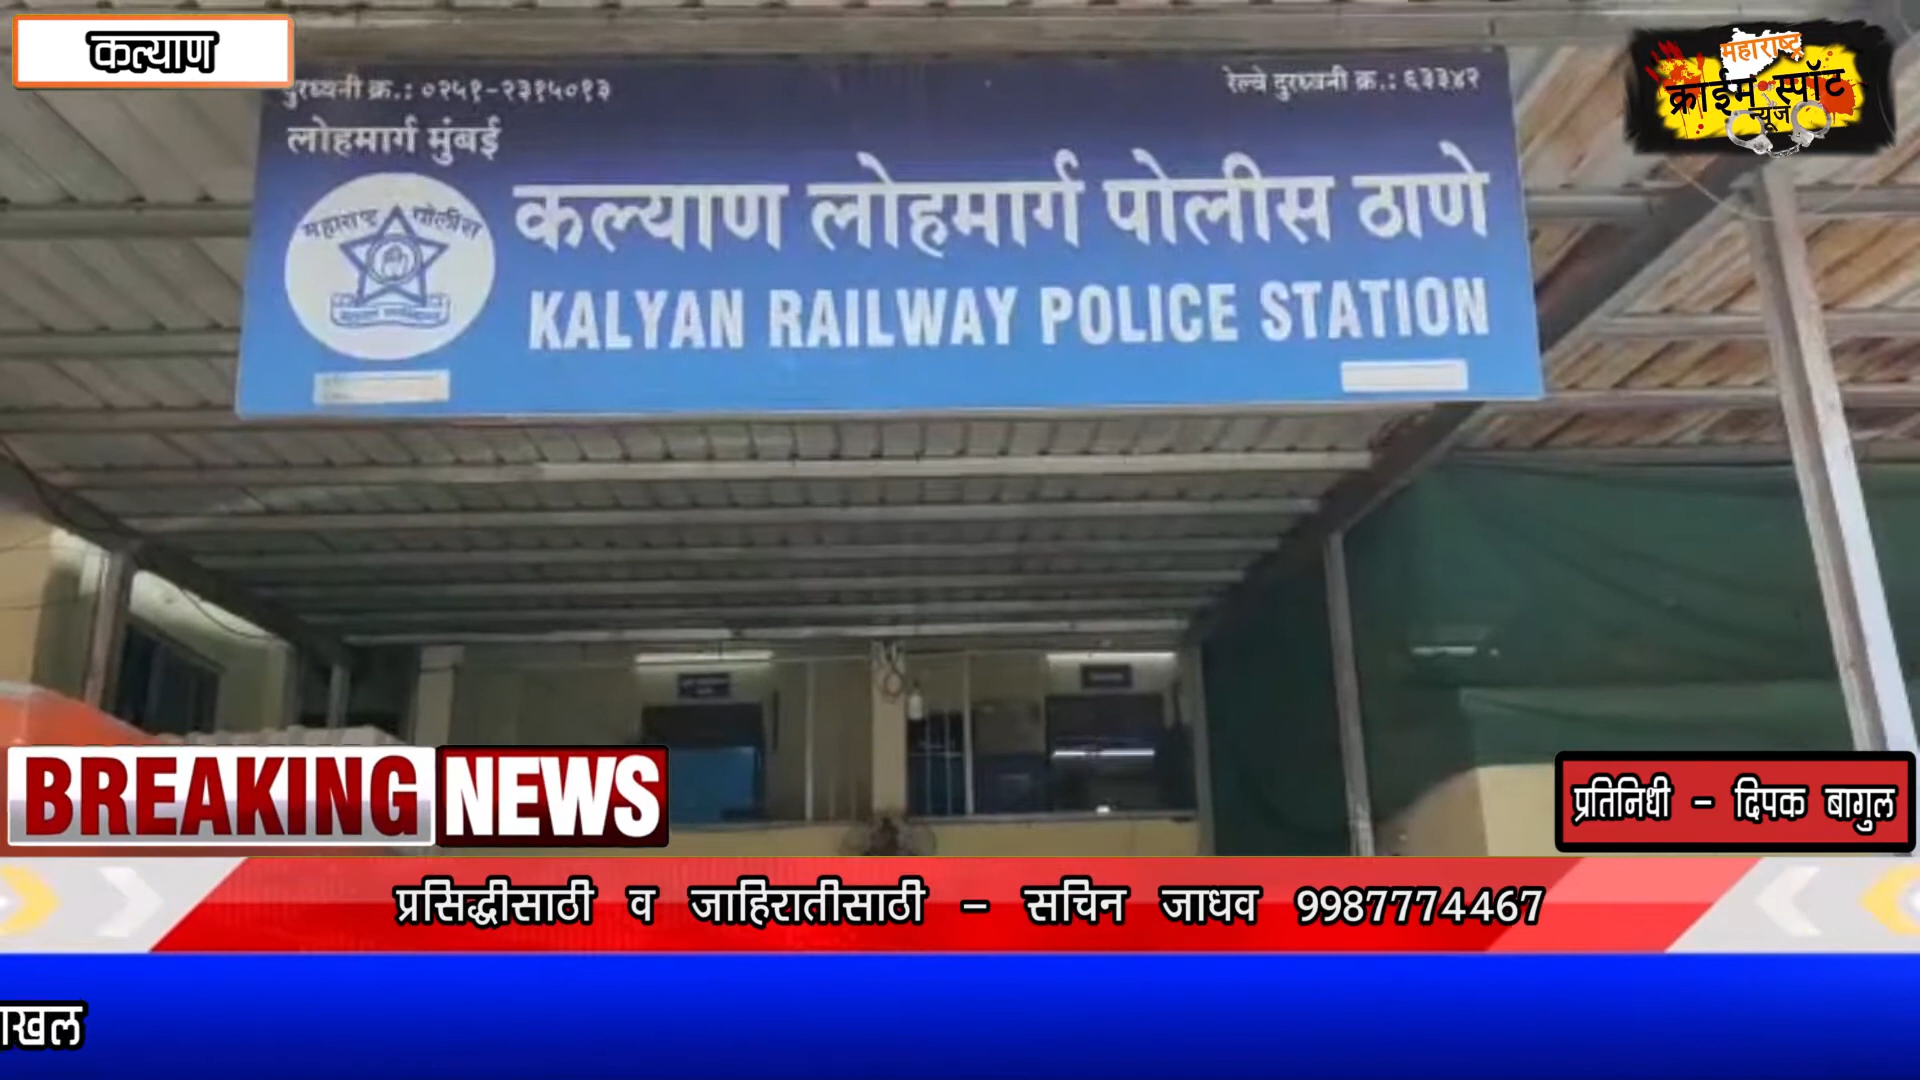 कल्याण
महाराष्ट्र
क्राईम स्पॉट
न्यूज
दुरध्वनी क्र.: ०२५१-२३१५०१३
रेल्वे दुरध्वनी क्र.: ६३३४२
लोहमार्ग मुंबई
महाराष्ट्र पोलीस
कल्याण लोहमार्ग पोलीस ठाणे
KALYAN RAILWAY POLICE STATION
BREAKING NEWS
प्रतिनिधी - दिपक बागुल
प्रसिद्धीसाठी व जाहिरातीसाठी - सचिन जाधव 9987774467